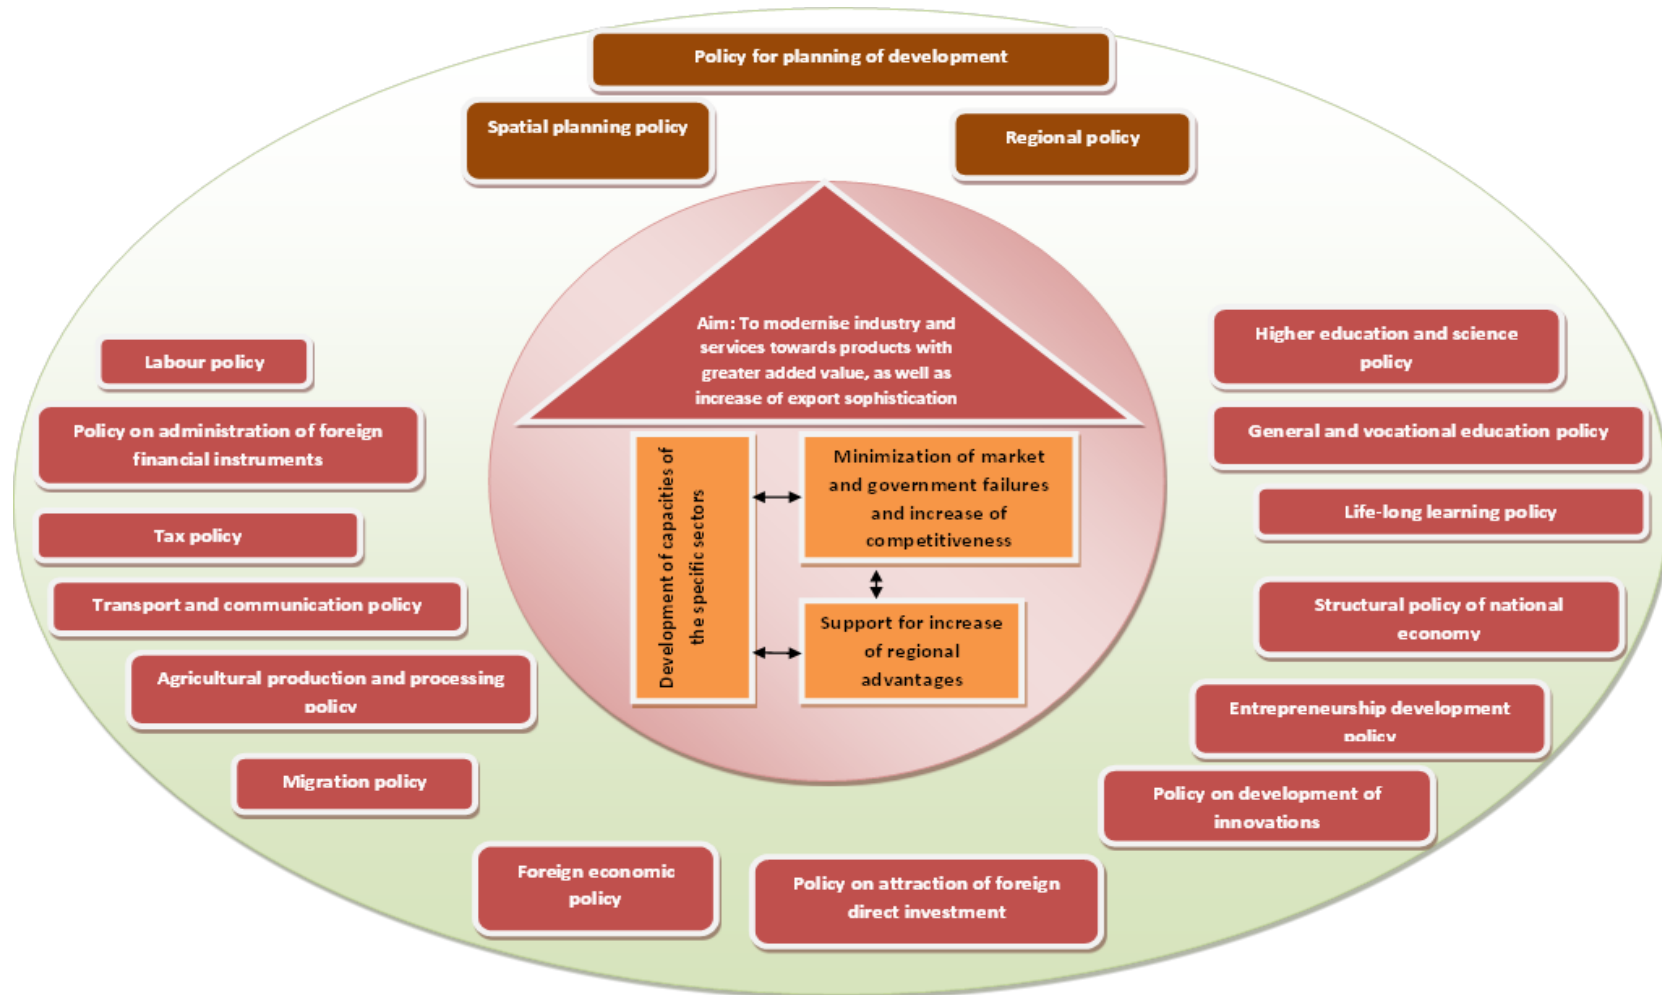 Policy for planning of development
Spatial planning policy
Regional policy
Aim: To modernise industry and
services towards products with
greater added value, as well as
increase of export sophistication
Labour policy
Policy on administration of foreign
financial instruments
Tax policy
Transport and communication policy
Agricultural production and processing
policy
Migration policy
Foreign economic
policy
Policy on attraction of foreign
direct investment
Development of capacities of
the specific sectors
Minimization of market
and government failures
and increase of
competitiveness
Support for increase
of regional
advantages
Higher education and science
policy
General and vocational education policy
Life-long learning policy
Structural policy of national
economy
Entrepreneurship development
policy
Policy on development of
innovations